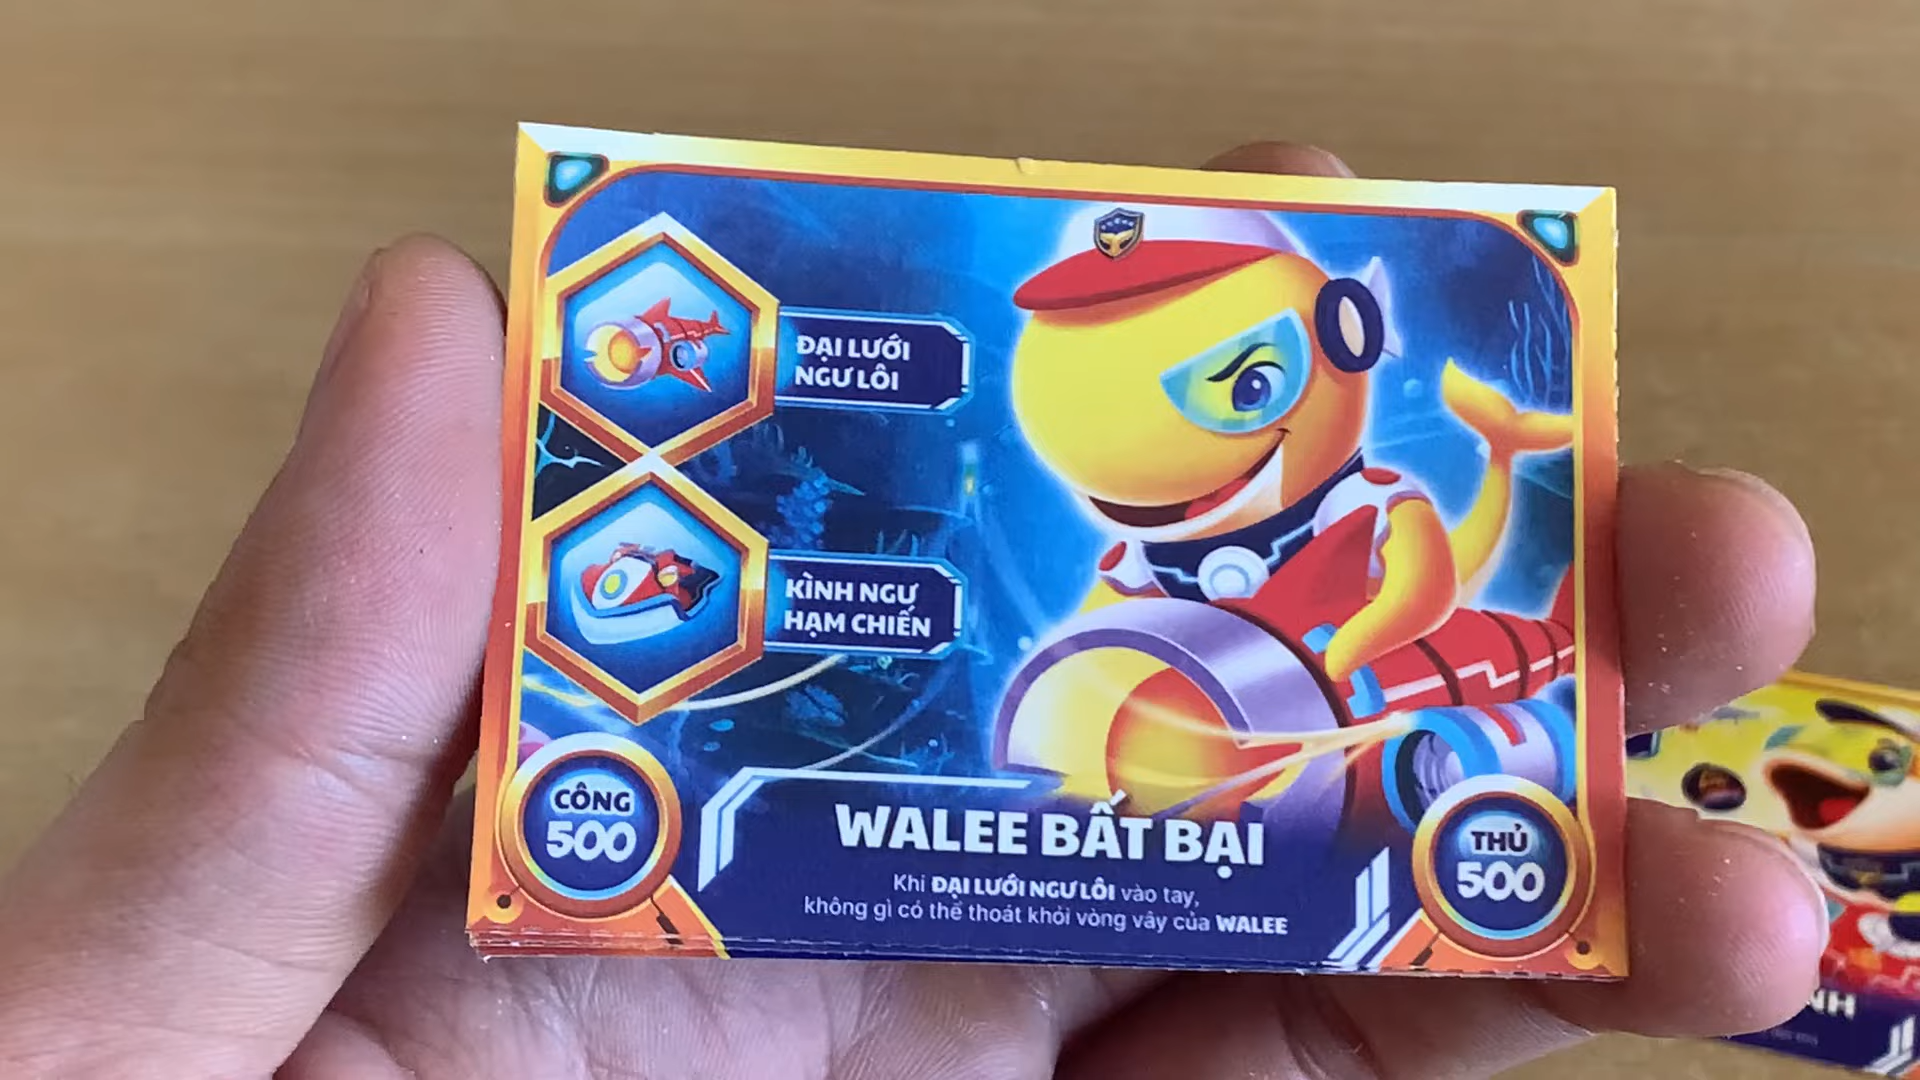 ĐẠI LƯỚI
NGƯ LÔI
KÌNH NGƯ
HẠM CHIẾN
CÔNG
500
WALEE BẤT BẠI
THỦ
500
Khi ĐẠI LƯỚI NGƯ LÔI vào tay,
không gì có thể thoát khỏi vòng vây của WALEE
NH